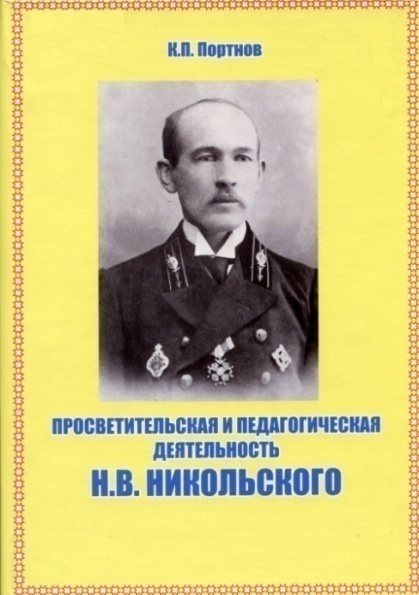 К.П. Портнов
ПРОСВЕТИТЕЛЬСКАЯ И ПЕДАГОГИЧЕСКАЯ
ДЕЯТЕЛЬНОСТЬ
Н.В. НИКОЛЬСКОГО